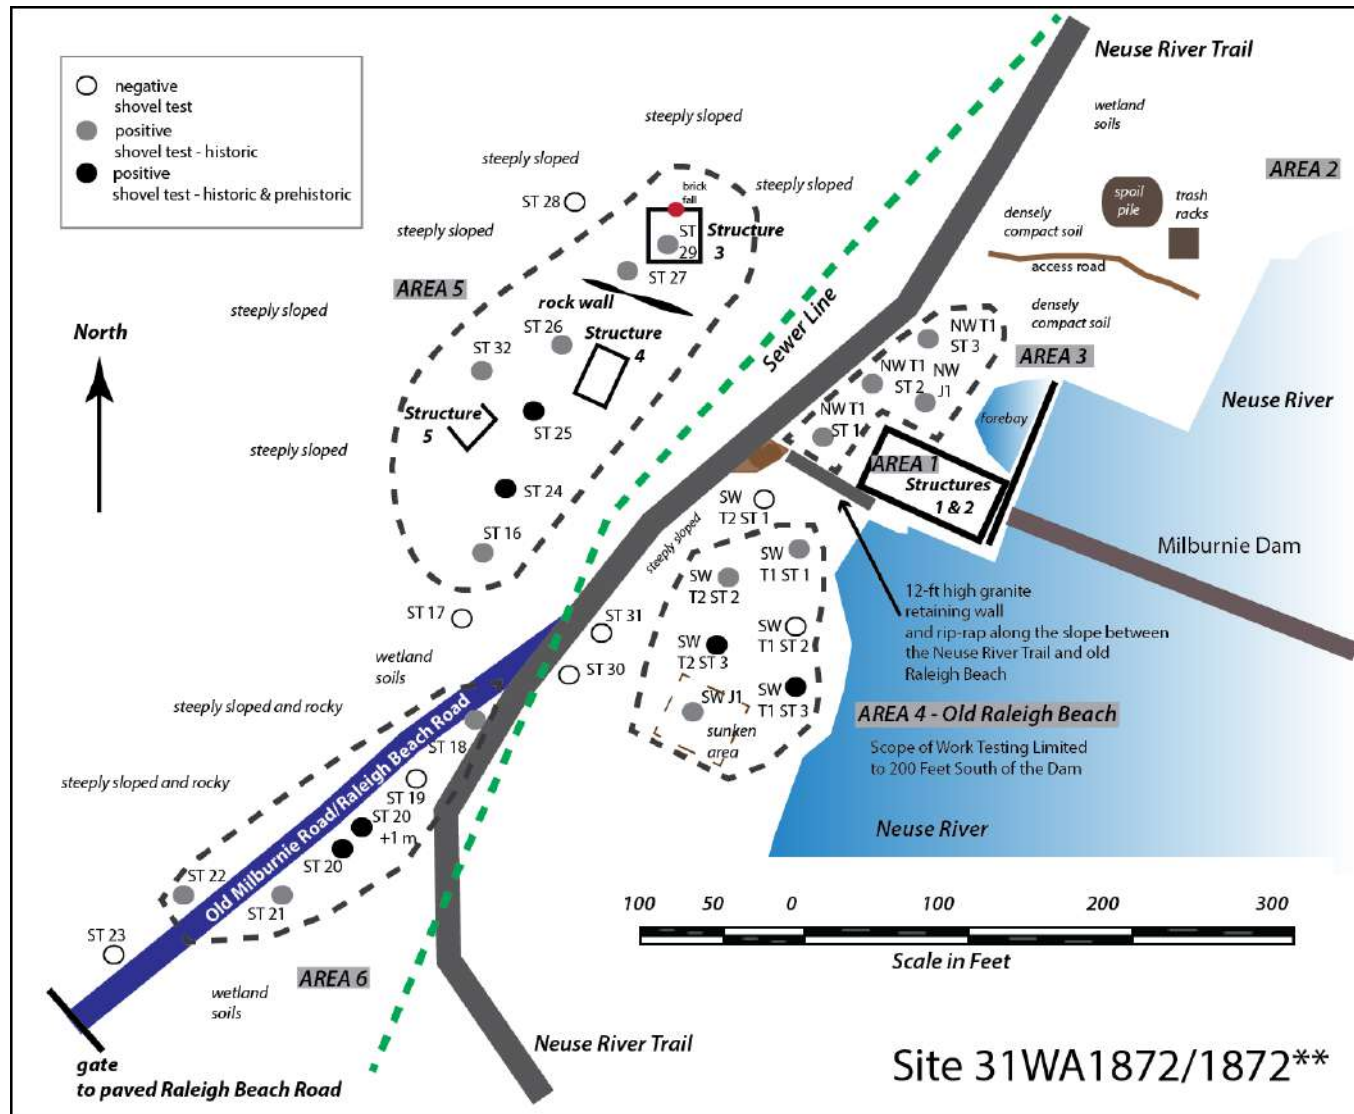 negative
shovel test
positive
shovel test - historic
positive
shovel test - historic & prehistoric
Neuse River Trail
wetland
soils
AREA 2
steeply sloped
steeply sloped
steeply sloped
steeply sloped
steeply sloped
steeply sloped
ST 28
brick
fall
ST
29
Structure
3
ST 27
rock wall
AREA 5
North
spoil
pile
trash
racks
densely
compact soil
access road
densely
compact soil
Sewer Line
ST 26
ST 32
Structure
4
Structure
5
ST 25
ST 24
ST 16
ST 17
NW T1
ST 3
NW T1
ST 2
NW
J1
NW T1
ST 1
AREA 3
forebay
Neuse River
AREA 1
Structures
1 & 2
Milburnie Dam
SW
T2 ST 1
steeply sloped
SW
T1 ST 1
SW
T2 ST 2
SW
T1 ST 2
SW
T2 ST 3
SW
T1 ST 3
SW J1
sunken
area
12-ft high granite
retaining wall
and rip-rap along the slope between
the Neuse River Trail and old
Raleigh Beach
AREA 4 - Old Raleigh Beach
Scope of Work Testing Limited
to 200 Feet South of the Dam
Neuse River
ST 31
ST 30
wetland
soils
steeply sloped and rocky
steeply sloped and rocky
Old Milburnie Road/Raleigh Beach Road
ST 18
ST 19
ST 20
+1 m
ST 20
ST 22
ST 21
ST 23
AREA 6
wetland
soils
gate
to paved Raleigh Beach Road
Neuse River Trail
100 50 0 100 200 300
Scale in Feet
Site 31WA1872/1872**